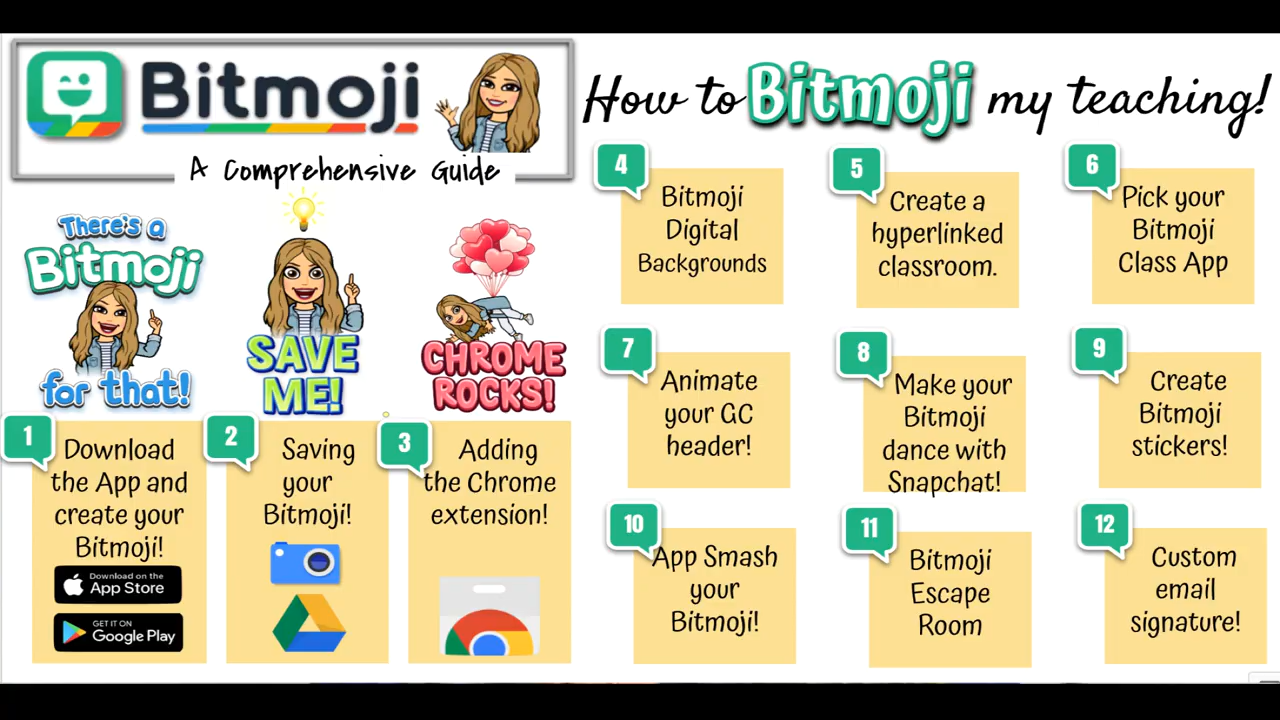 Bitmoji
A Comprehensive Guide
How to Bitmoji my teaching!
There's a
Bitmoji
for that!
SAVE
ME!
CHROME
ROCKS!
1
Download
the App and
create your
Bitmoji!
Download on the
App Store
GET IT ON
Google Play
2
Saving
your
Bitmoji!
3
Adding
the Chrome
extension!
4
Bitmoji
Digital
Backgrounds
5
Create a
hyperlinked
classroom.
6
Pick your
Bitmoji
Class App
7
Animate
your GC
header!
8
Make your
Bitmoji
dance with
Snapchat!
9
Create
Bitmoji
stickers!
10
App Smash
your
Bitmoji!
11
Bitmoji
Escape
Room
12
Custom
email
signature!